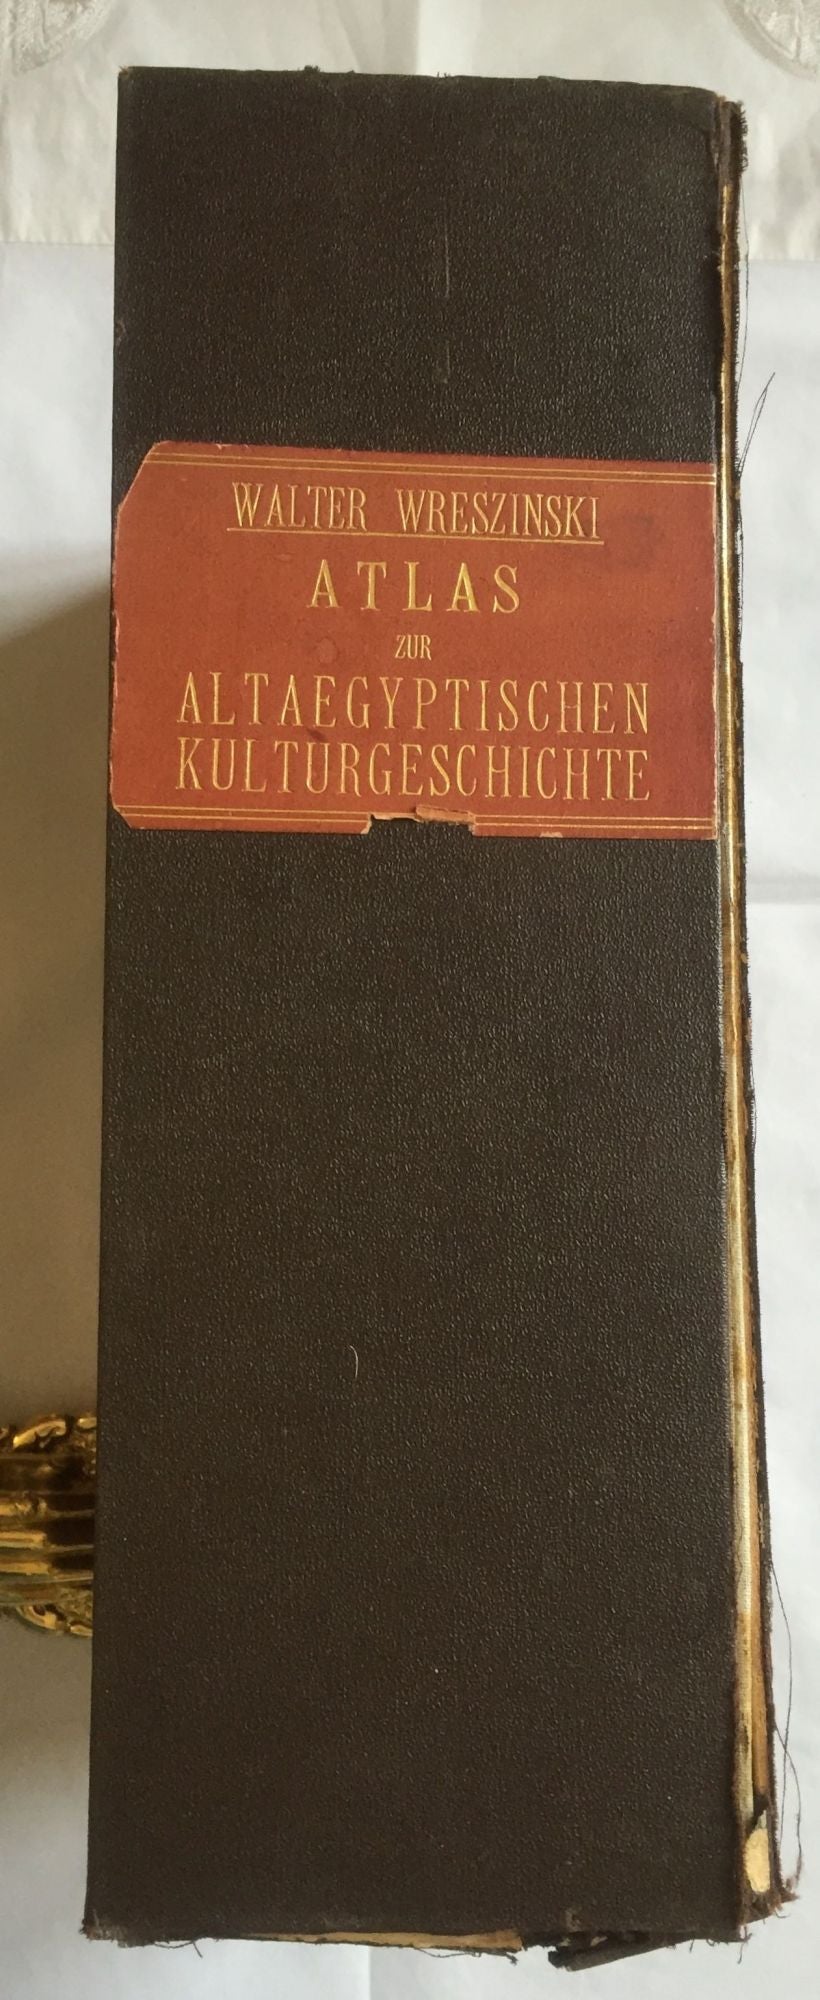 WALTER WRESZINSKI
ATLAS
ZUR
ALTAEGYPTISCHEN
KULTURGESCHICHTE